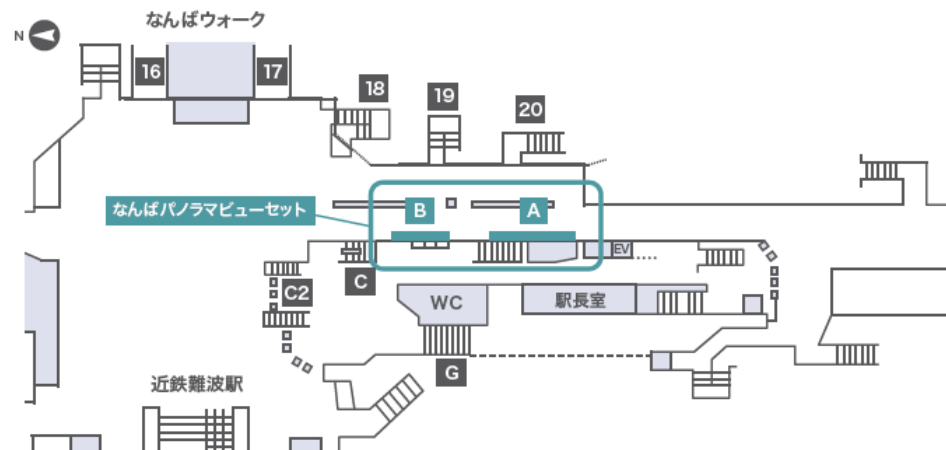 なんばウォーク
N
16
17
18
19
20
なんばパノラマビューセット
B
A
EV
C
C2
WC
駅長室
G
近鉄難波駅